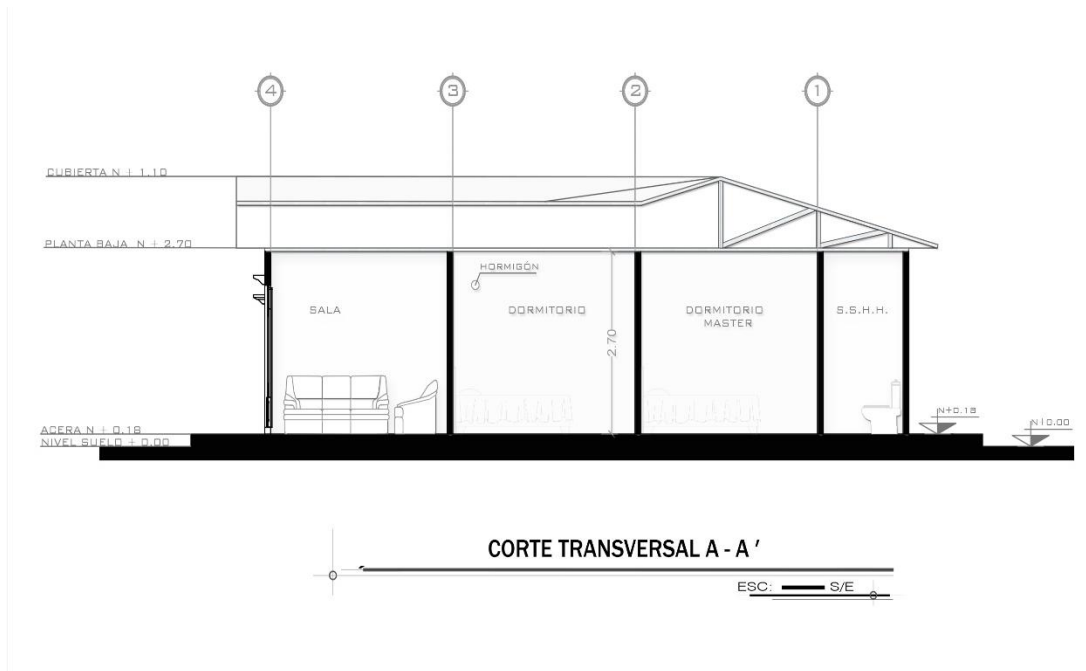 4
3
2
1
CUBIERTA N + 1.10
PLANTA BAJA N + 2.70
HORMIGÓN
SALA
DORMITORIO
DORMITORIO
MASTER
S.S.H.H.
2.70
ACERA N + 0.18
NIVEL SUELO + 0.00
N+0.18
N+0.00
CORTE TRANSVERSAL A - A '
ESC: S/E